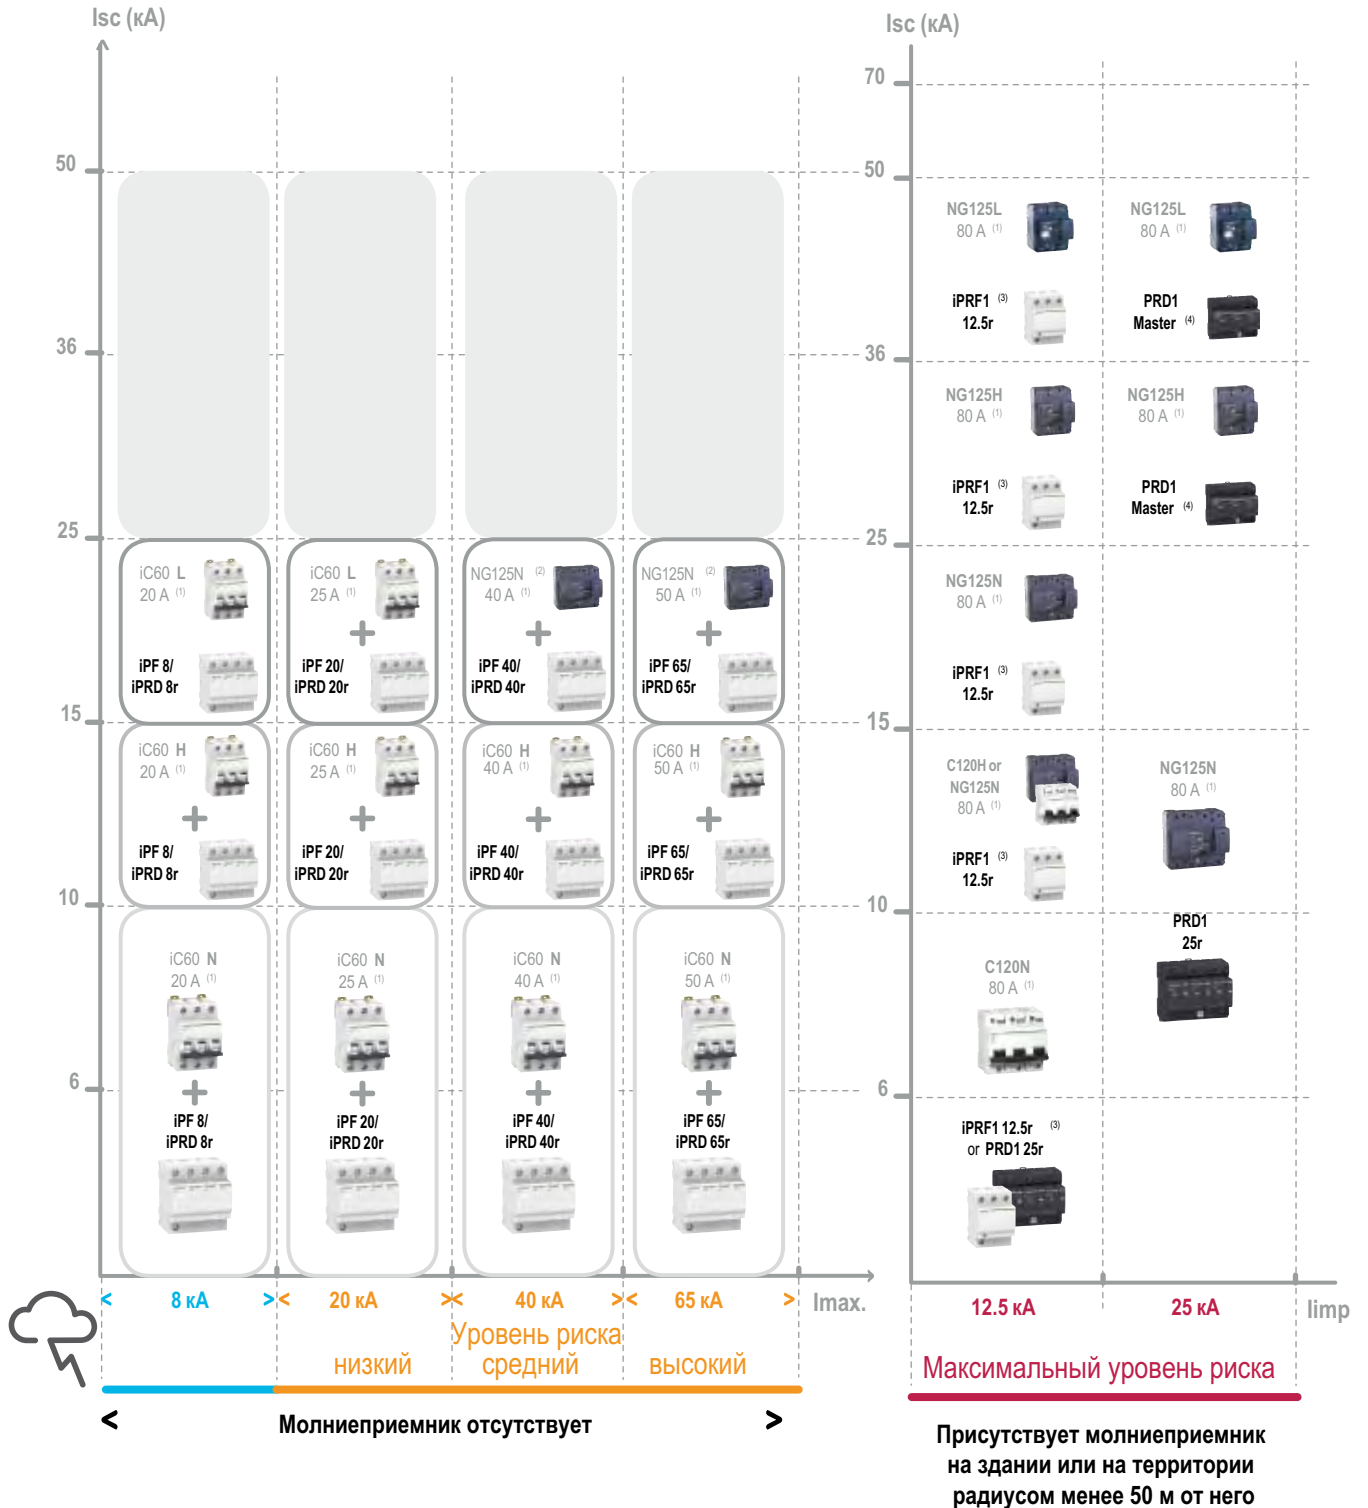 Isc (кА)
50
36
25
15
10
6
iC60 L
20 A (1)
iPF 8/
iPRD 8r
iC60 L
25 A (1)
iPF 20/
iPRD 20r
NG125N (2)
40 A (1)
iPF 40/
iPRD 40r
NG125N (2)
50 A (1)
iPF 65/
iPRD 65r
iC60 H
20 A (1)
iPF 8/
iPRD 8r
iC60 H
25 A (1)
iPF 20/
iPRD 20r
iC60 H
40 A (1)
iPF 40/
iPRD 40r
iC60 H
50 A (1)
iPF 65/
iPRD 65r
iC60 N
20 A (1)
iPF 8/
iPRD 8r
iC60 N
25 A (1)
iPF 20/
iPRD 20r
iC60 N
40 A (1)
iPF 40/
iPRD 40r
iC60 N
50 A (1)
iPF 65/
iPRD 65r
8 кА
20 кА
40 кА
65 кА
Imax.
Уровень риска
низкий
средний
высокий
Молниеприемник отсутствует
Isc (кА)
70
50
36
25
15
10
6
NG125L
80 A (1)
iPRF1 (3)
12.5r
NG125L
80 A (1)
PRD1
Master (4)
NG125H
80 A (1)
iPRF1 (3)
12.5r
NG125H
80 A (1)
PRD1
Master (4)
NG125N
80 A (1)
iPRF1 (3)
12.5r
C120H or
NG125N
80 A (1)
iPRF1 (3)
12.5r
NG125N
80 A (1)
PRD1
25r
C120N
80 A (1)
iPRF1 12.5r (3)
or PRD1 25r
12.5 кА
25 кА
Iimp
Максимальный уровень риска
Присутствует молниеприемник
на здании или на территории
радиусом менее 50 м от него